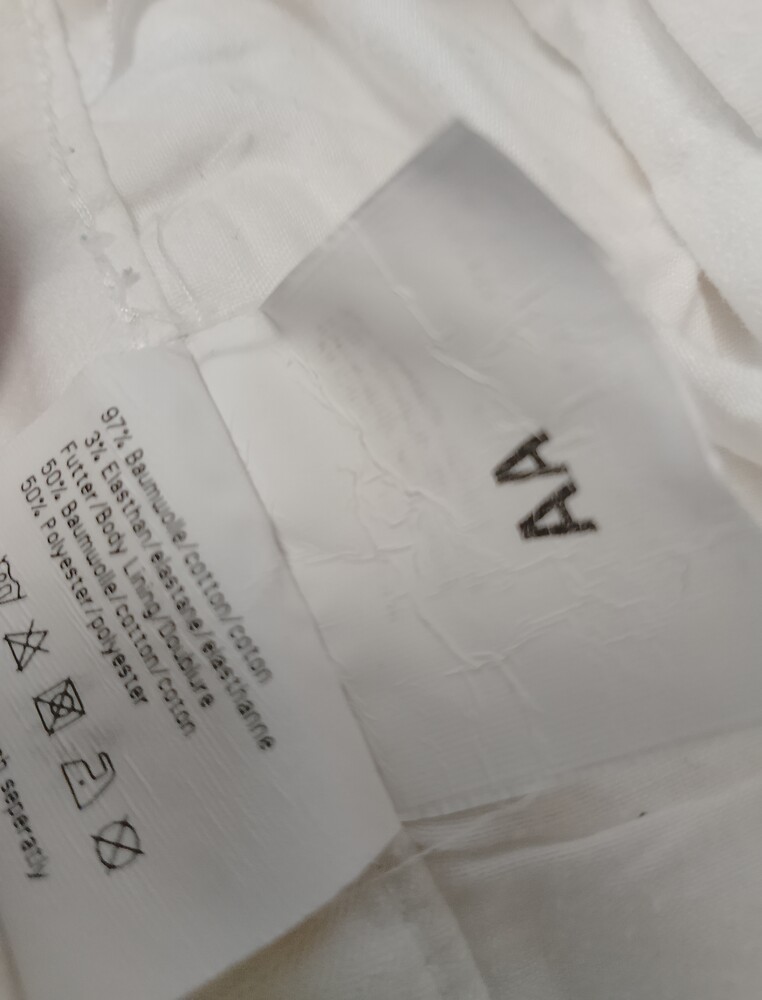 97% Baumwolle/cotton/coton
3% Elasthan/elastane/elasthanne
Futter/Body Lining/Doublure
50% Baumwolle/cotton/coton
50% Polyester/polyester
seperatly
AA